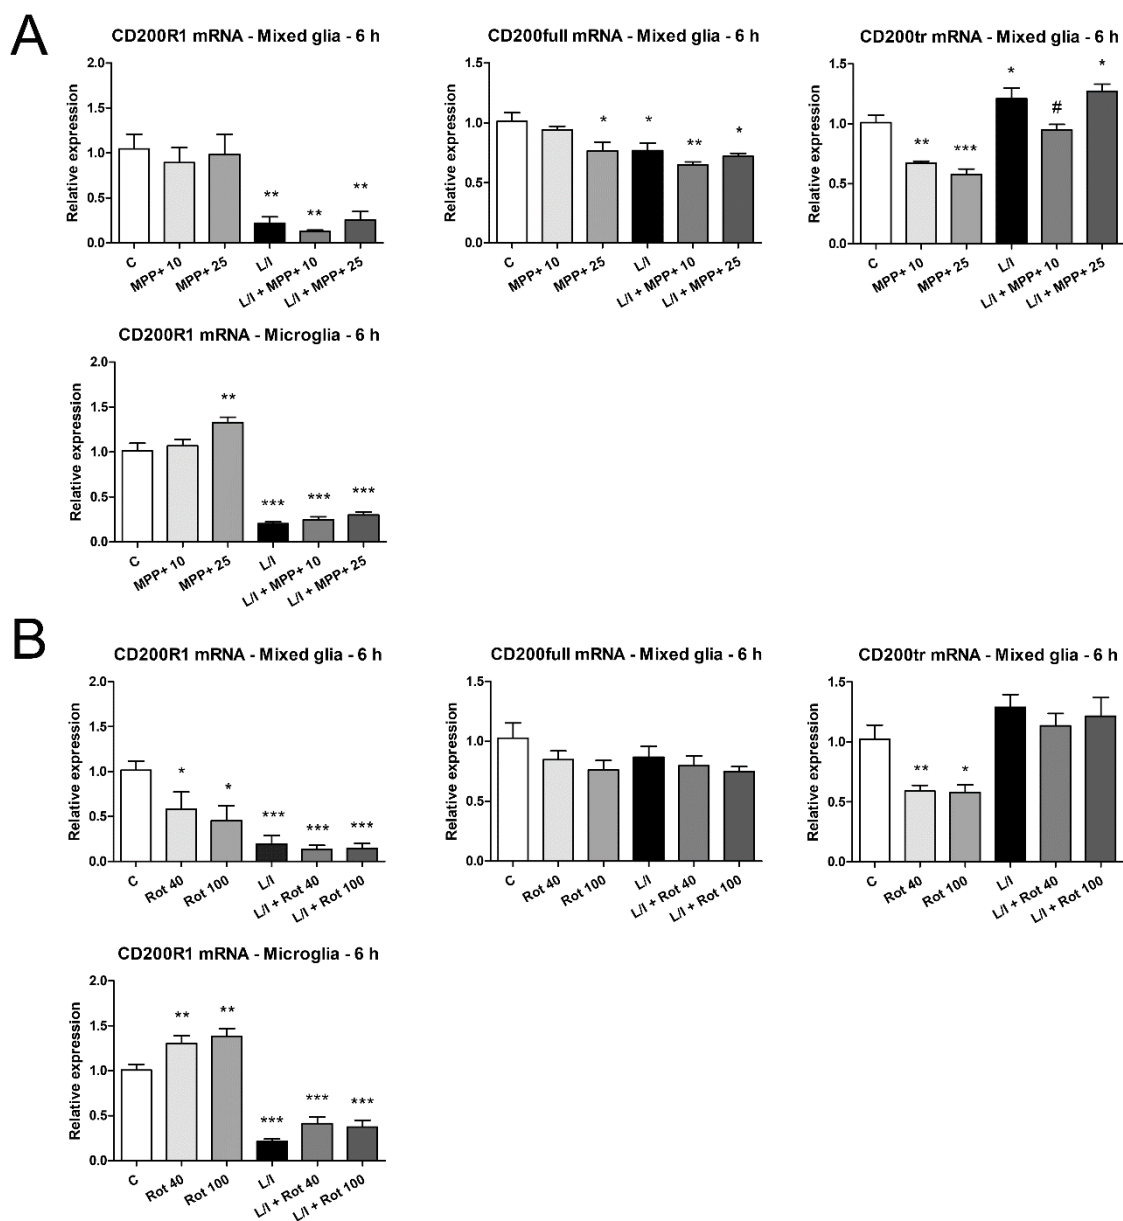 A
CD200R1 mRNA - Mixed glia - 6 h
Relative expression
2.0
1.5
1.0
0.5
0.0
**
**
**
C
MPP+ 10
MPP+ 25
L/I
L/I + MPP+ 10
L/I + MPP+ 25
CD200full mRNA - Mixed glia - 6 h
Relative expression
1.5
1.0
0.5
0.0
*
*
**
*
C
MPP+ 10
MPP+ 25
L/I
L/I + MPP+ 10
L/I + MPP+ 25
CD200tr mRNA - Mixed glia - 6 h
Relative expression
1.5
1.0
0.5
0.0
**
***
*
#
*
C
MPP+ 10
MPP+ 25
L/I
L/I + MPP+ 10
L/I + MPP+ 25
CD200R1 mRNA - Microglia - 6 h
Relative expression
2.0
1.5
1.0
0.5
0.0
**
***
***
***
C
MPP+ 10
MPP+ 25
L/I
L/I + MPP+ 10
L/I + MPP+ 25
B
CD200R1 mRNA - Mixed glia - 6 h
Relative expression
2.0
1.5
1.0
0.5
0.0
*
*
***
***
***
C
Rot 40
Rot 100
L/I
L/I + Rot 40
L/I + Rot 100
CD200full mRNA - Mixed glia - 6 h
Relative expression
1.5
1.0
0.5
0.0
C
Rot 40
Rot 100
L/I
L/I + Rot 40
L/I + Rot 100
CD200tr mRNA - Mixed glia - 6 h
Relative expression
1.5
1.0
0.5
0.0
**
*
C
Rot 40
Rot 100
L/I
L/I + Rot 40
L/I + Rot 100
CD200R1 mRNA - Microglia - 6 h
Relative expression
2.0
1.5
1.0
0.5
0.0
**
**
***
***
***
C
Rot 40
Rot 100
L/I
L/I + Rot 40
L/I + Rot 100